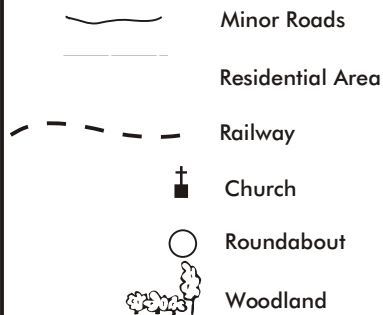 Minor Roads
Residential Area
Railway
Church
Roundabout
Woodland